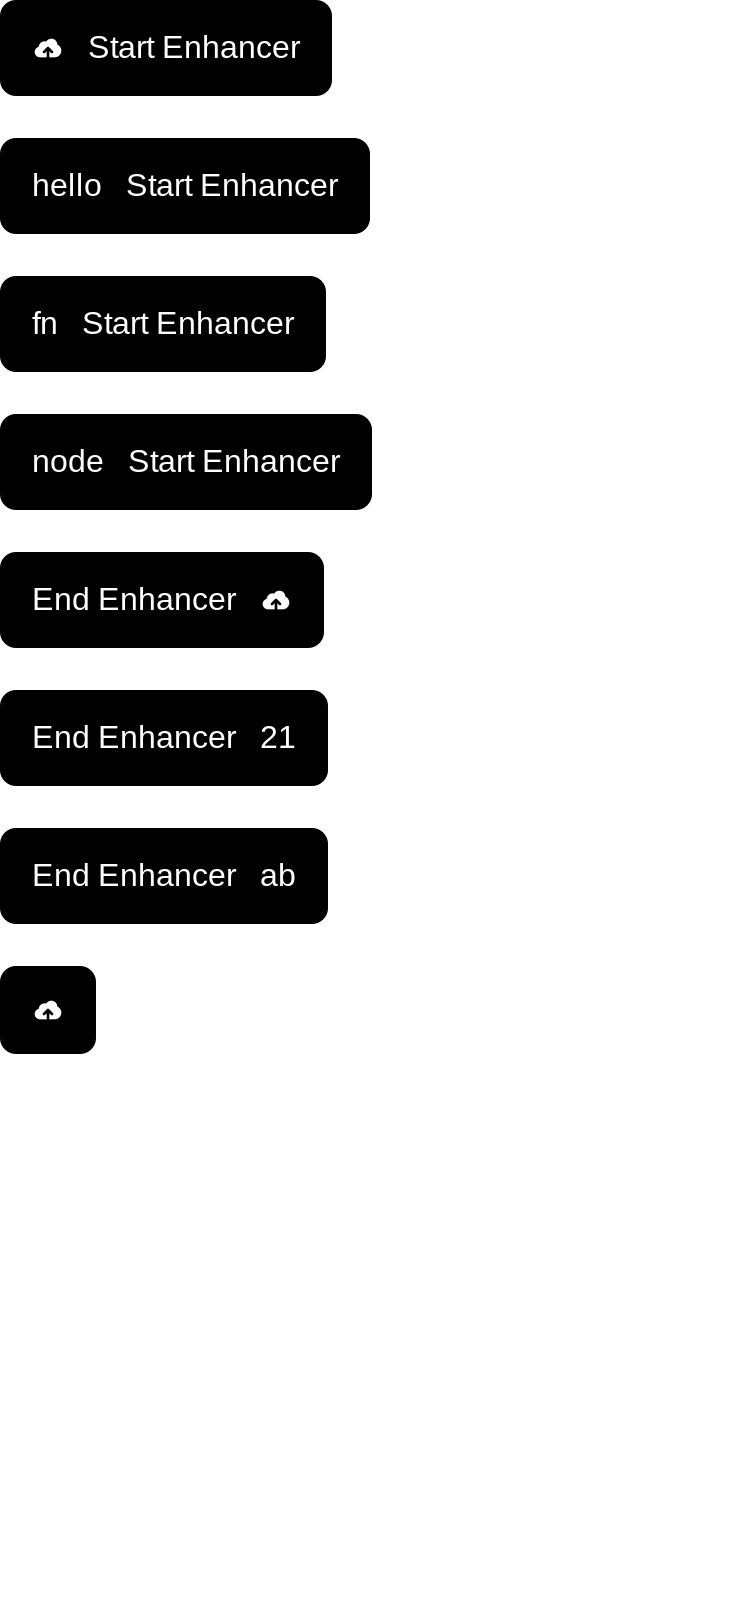 Start Enhancer
hello Start Enhancer
fn Start Enhancer
node Start Enhancer
End Enhancer
End Enhancer 21
End Enhancer ab